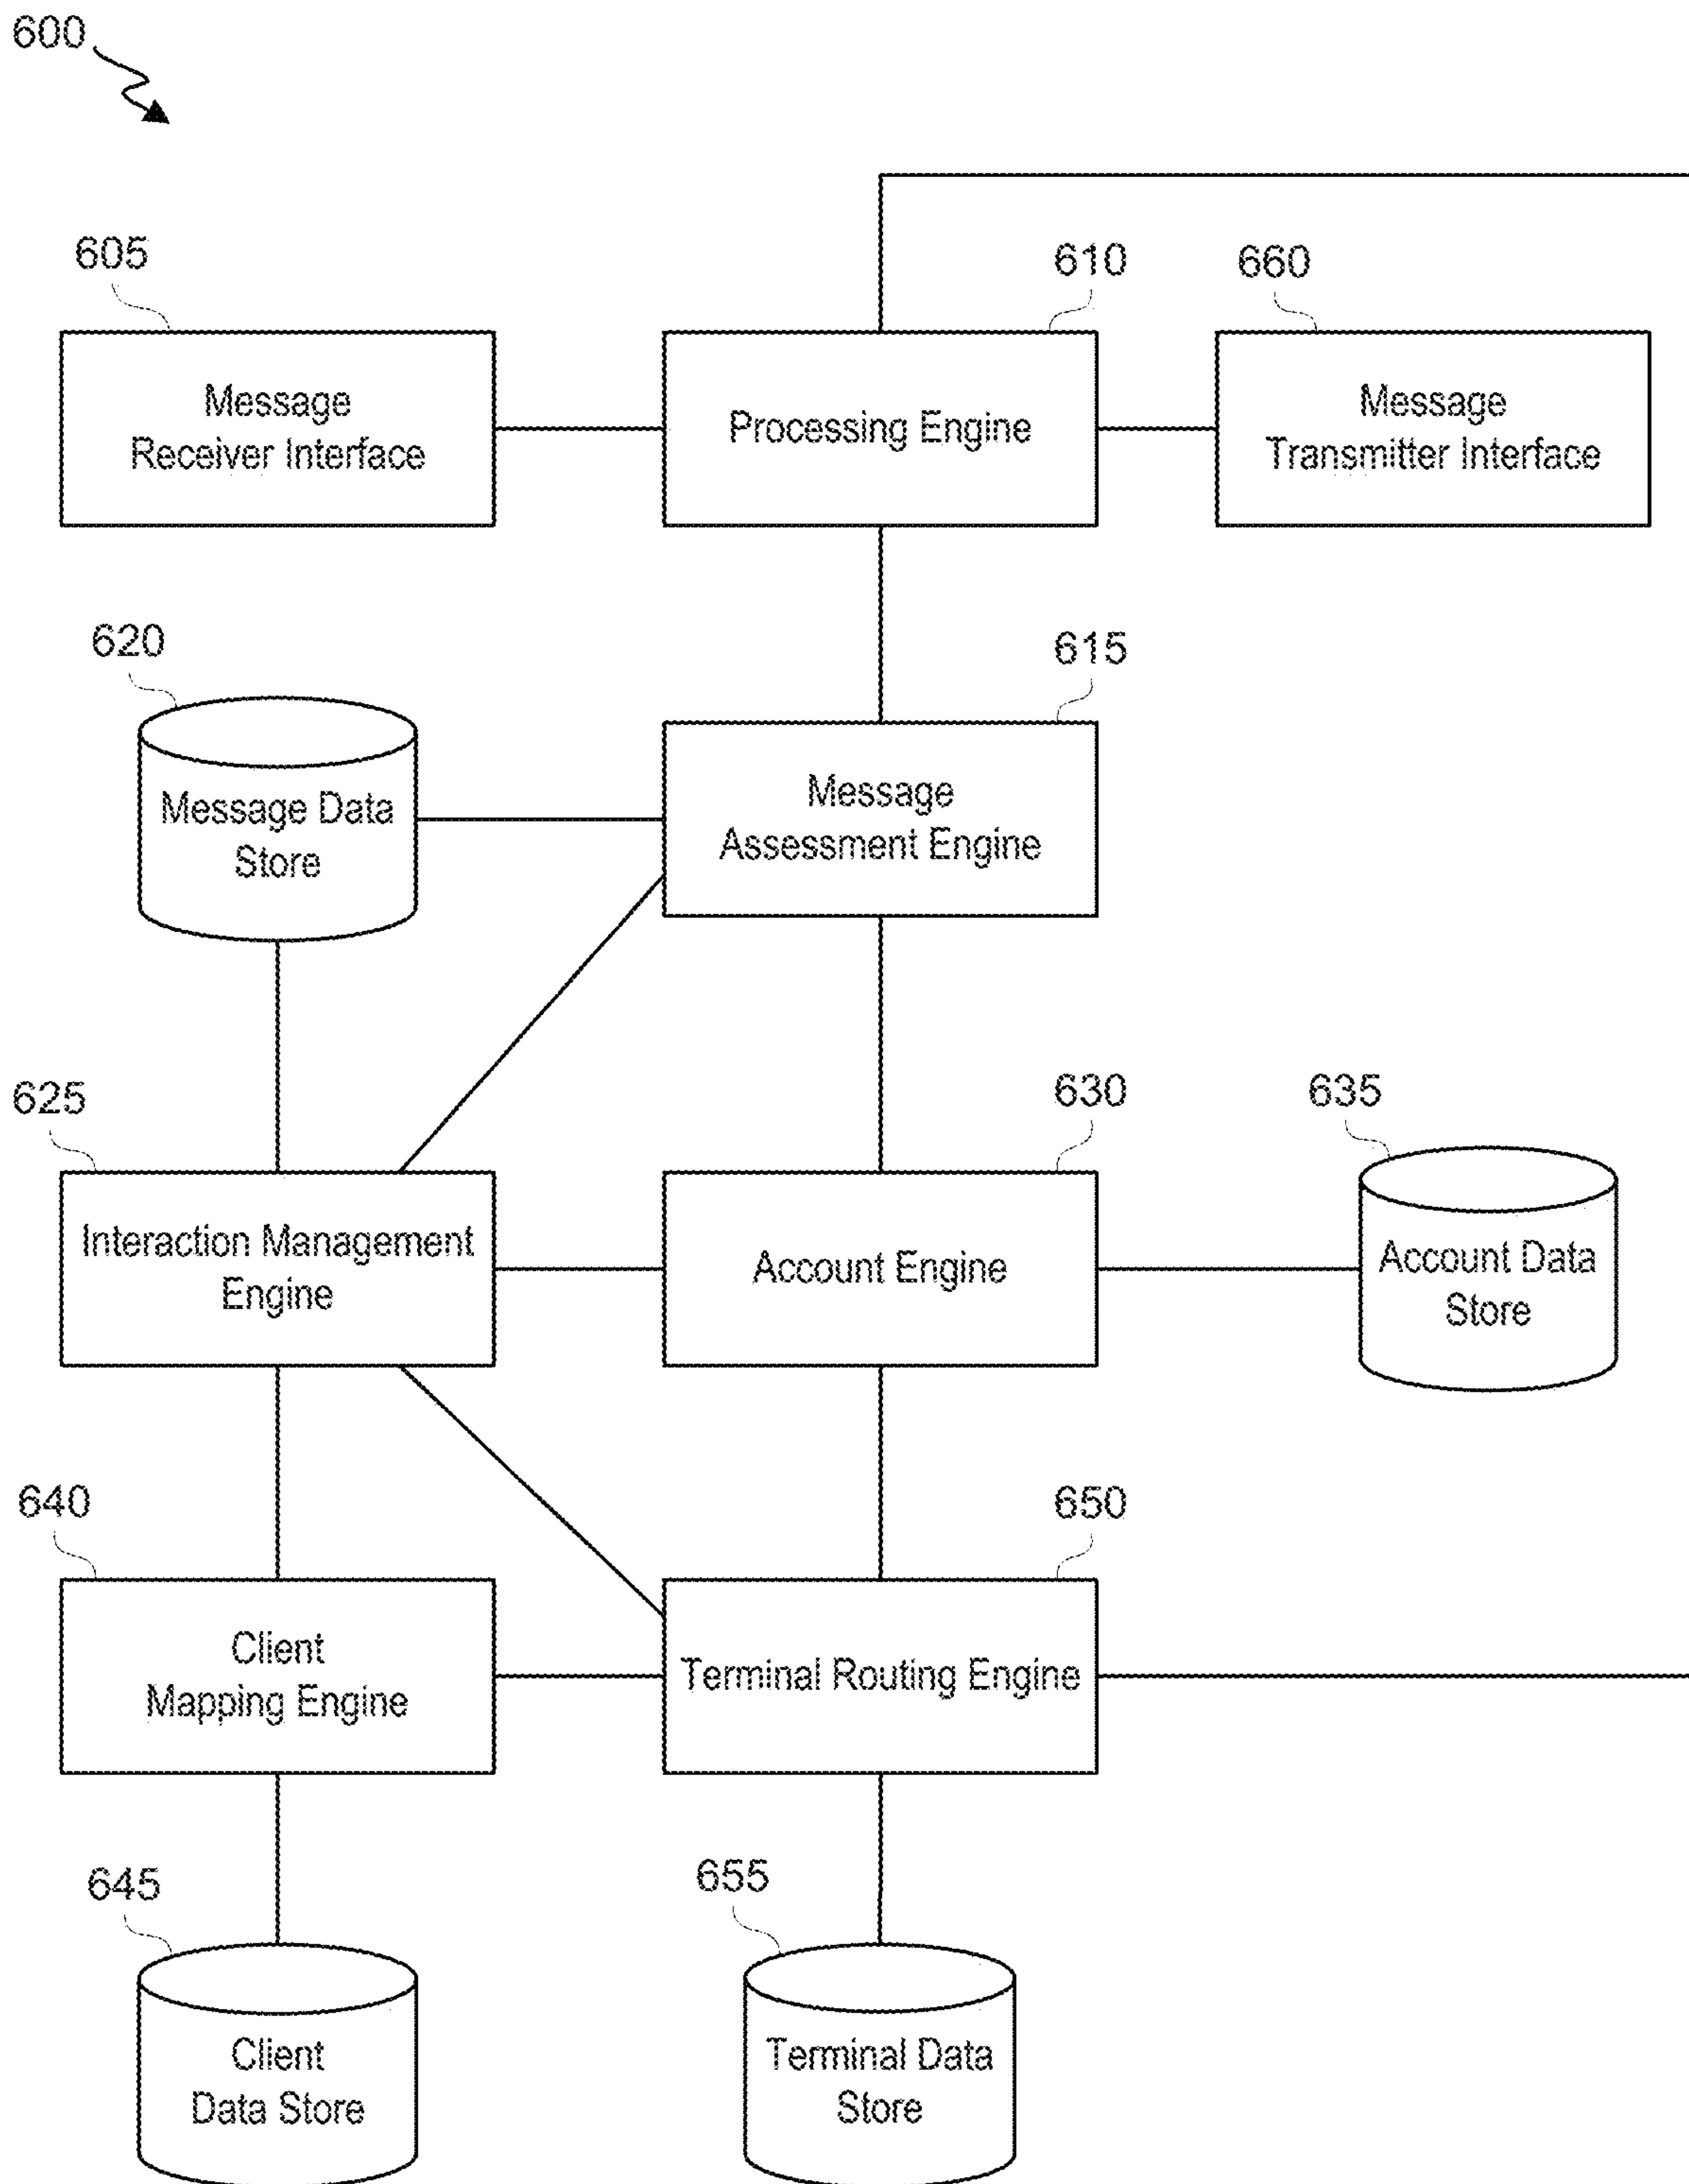 600
605
610
660
Message
Receiver Interface
Processing Engine
Message
Transmitter Interface
620
615
Message Data
Store
Message
Assessment Engine
625
630
635
Interaction Management
Engine
Account Engine
Account Data
Store
640
650
Client
Mapping Engine
Terminal Routing Engine
645
655
Client
Data Store
Terminal Data
Store